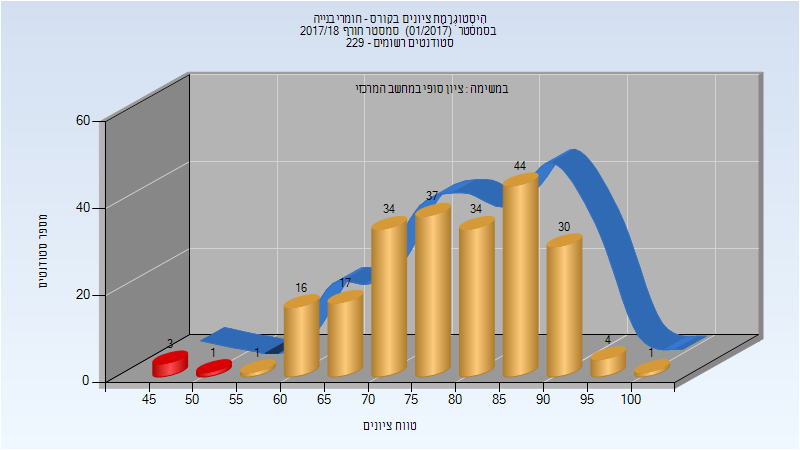 היסטוגרמת ציונים בקורס - חומרי בנייה
בסמסטר (01/2017) סמסטר חורף 2017/18
סטודנטים רשומים - 229
במשימה : ציון סופי במחשב המרכזי
60
40
20
0
מספר סטודנטים
3
1
1
16
17
34
37
34
44
30
4
1
45 50 55 60 65 70 75 80 85 90 95 100
טווח ציונים